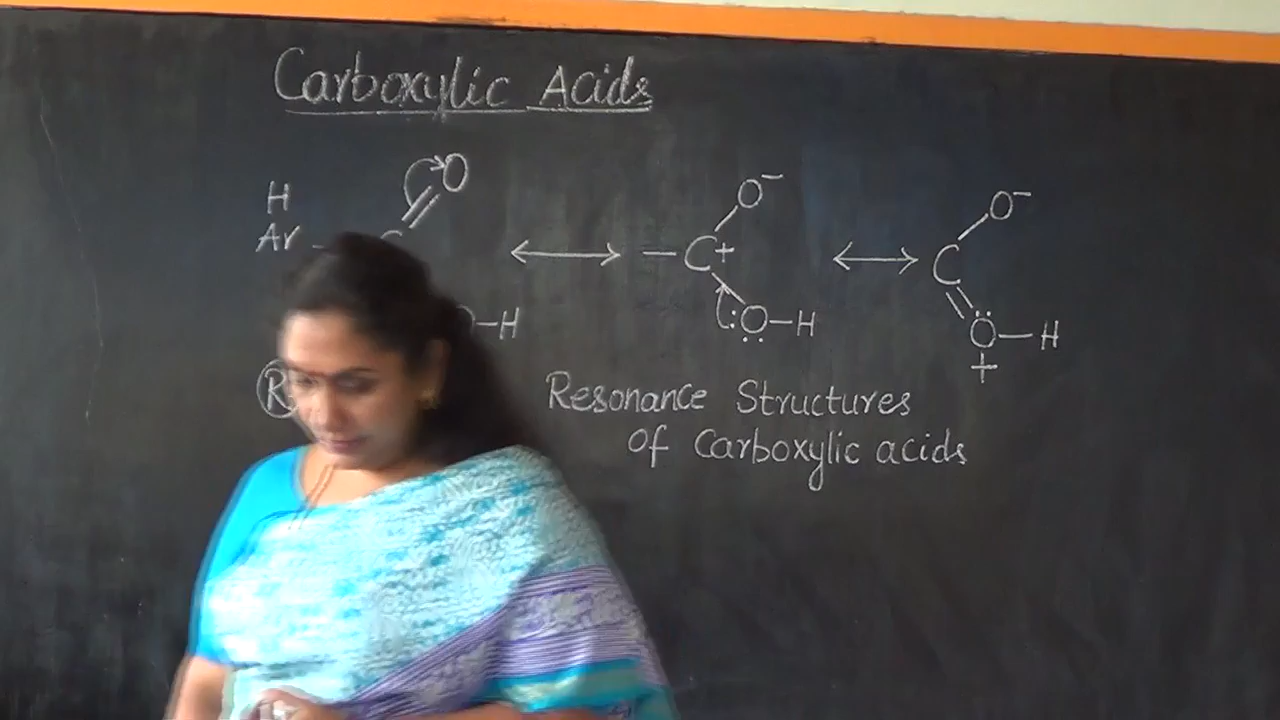 Carboxylic Acids
O O⁻ O⁻
H
Ar – C ⟷ – C+ ⟷ C
O–H :Ö–H Ö–H
+
R
Resonance Structures
of Carboxylic acids